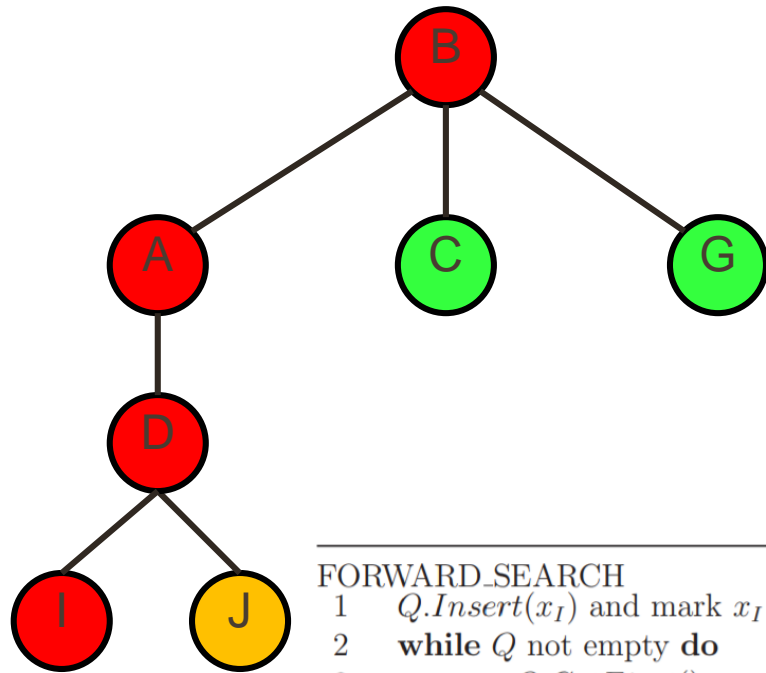 B
A C G
D
I J
FORWARD_SEARCH
1 Q.Insert(x_I) and mark x_I
2 while Q not empty do